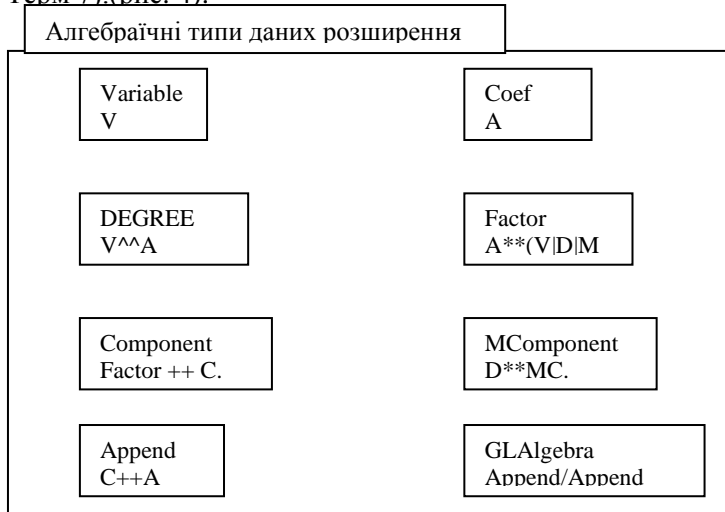 Алгебраїчні типи даних розширення
Variable
V
Coef
A
DEGREE
V^^A
Factor
A**(V|D|M
Component
Factor ++ C.
MComponent
D**MC.
Append
C++A
GLAlgebra
Append/Append